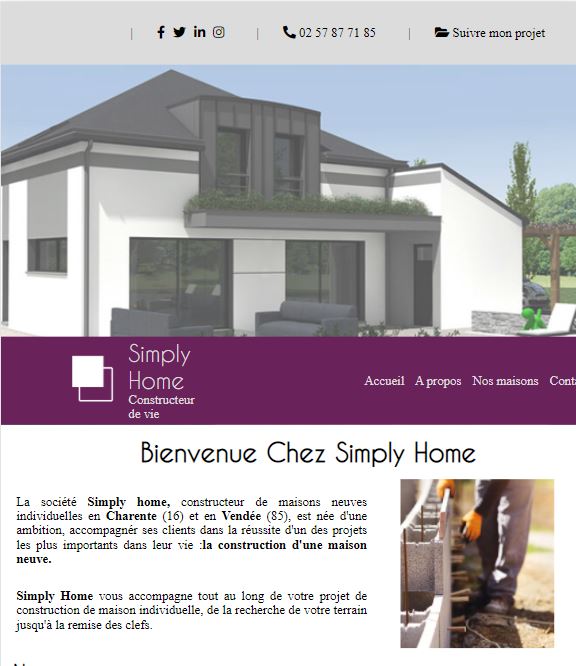 02 57 87 71 85
Suivre mon projet
Simply
Home
Constructeur
de vie
Accueil A propos Nos maisons Conta
Bienvenue Chez Simply Home
La société Simply home, constructeur de maisons neuves
individuelles en Charente (16) et en Vendée (85), est née d'une
ambition, accompagnér ses clients dans la réussite d'un des projets
les plus importants dans leur vie :la construction d'une maison
neuve.
Simply Home vous accompagne tout au long de votre projet de
construction de maison individuelle, de la recherche de votre terrain
jusqu'à la remise des clefs.